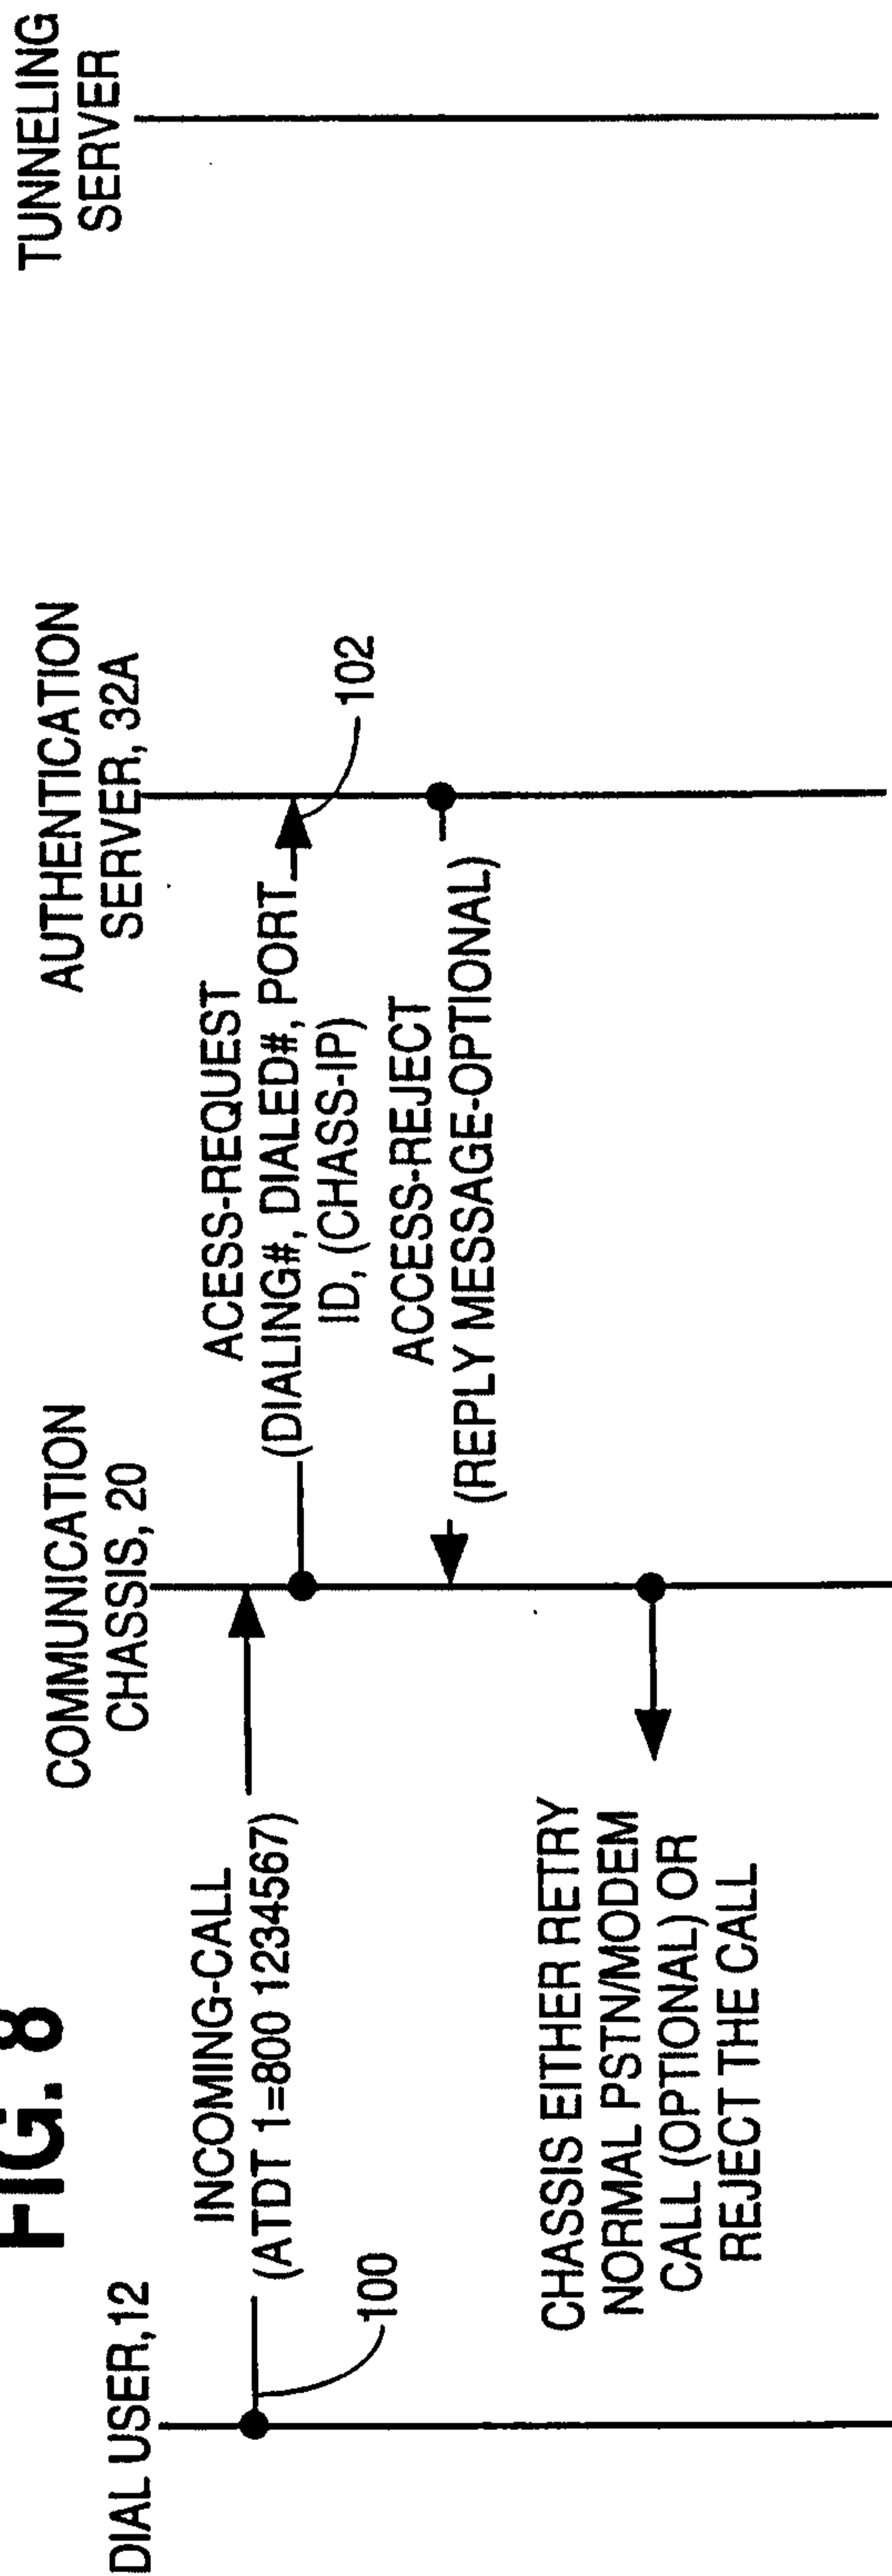 FIG. 8
DIAL USER,12
COMMUNICATION
CHASSIS, 20
AUTHENTICATION
SERVER, 32A
TUNNELING
SERVER
INCOMING-CALL
(ATDT 1=800 1234567)
100
ACESS-REQUEST
(DIALING#, DIALED#, PORT
ID, (CHASS-IP)
102
ACCESS-REJECT
(REPLY MESSAGE-OPTIONAL)
CHASSIS EITHER RETRY
NORMAL PSTN/MODEM
CALL (OPTIONAL) OR
REJECT THE CALL